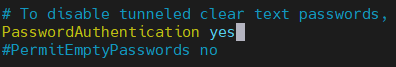 # To disable tunneled clear text passwords,
PasswordAuthentication yes
#PermitEmptyPasswords no